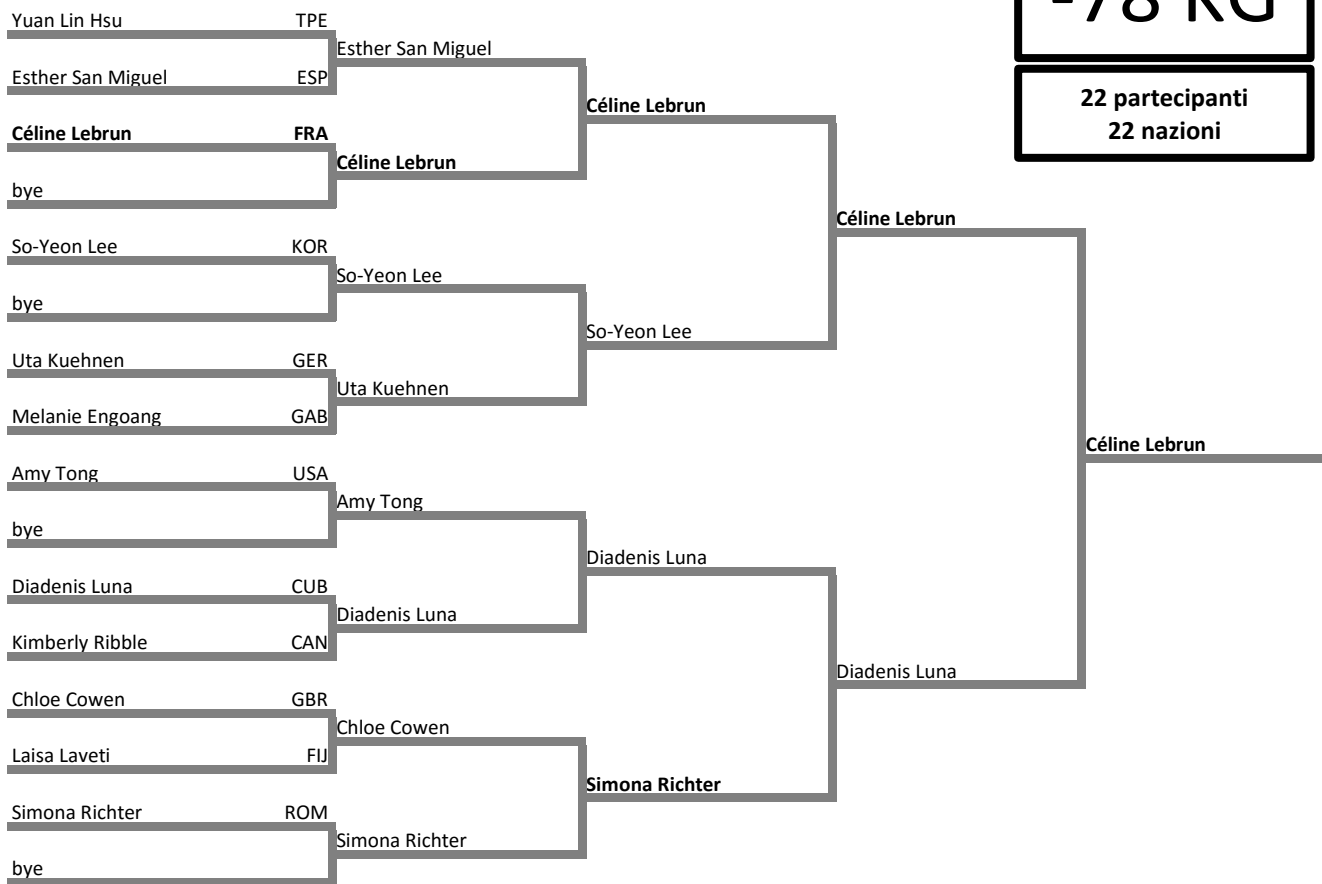 -78 KG
22 partecipanti
22 nazioni
Yuan Lin Hsu TPE
Esther San Miguel
Esther San Miguel ESP
Céline Lebrun
Céline Lebrun FRA
Céline Lebrun
bye
Céline Lebrun
So-Yeon Lee KOR
So-Yeon Lee
bye
So-Yeon Lee
Uta Kuehnen GER
Uta Kuehnen
Melanie Engoang GAB
Céline Lebrun
Amy Tong USA
Amy Tong
bye
Diadenis Luna
Diadenis Luna CUB
Diadenis Luna
Kimberly Ribble CAN
Diadenis Luna
Chloe Cowen GBR
Chloe Cowen
Laisa Laveti FIJ
Simona Richter
Simona Richter ROM
Simona Richter
bye